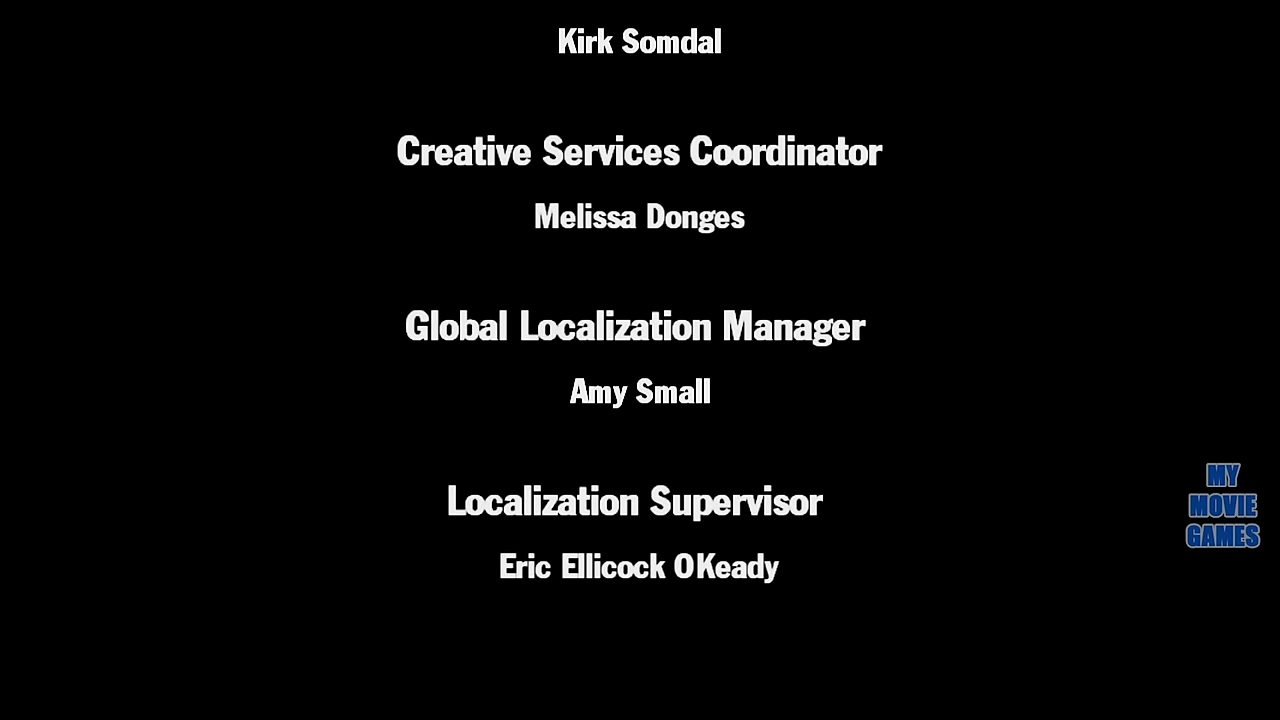 Kirk Somdal
Creative Services Coordinator
Melissa Donges
Global Localization Manager
Amy Small
Localization Supervisor
Eric Ellicock OKeady
MY
MOVIE
GAMES